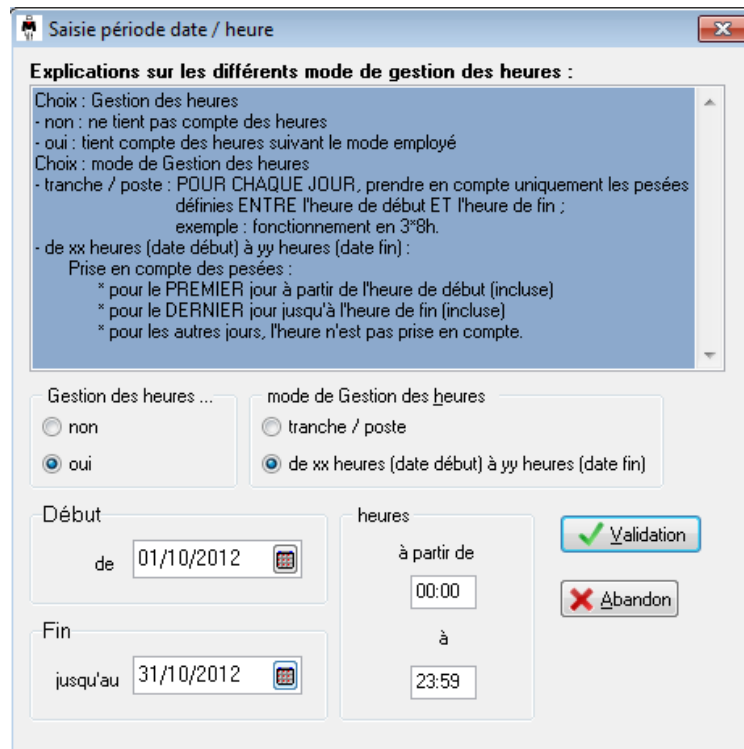 Saisie période date / heure
Explications sur les différents mode de gestion des heures :
Choix : Gestion des heures
- non : ne tient pas compte des heures
- oui : tient compte des heures suivant le mode employé
Choix : mode de Gestion des heures
- tranche / poste : POUR CHAQUE JOUR, prendre en compte uniquement les pesées
définies ENTRE l'heure de début ET l'heure de fin ;
exemple : fonctionnement en 3*8h.
- de xx heures (date début) à yy heures (date fin) :
Prise en compte des pesées :
* pour le PREMIER jour à partir de l'heure de début (incluse)
* pour le DERNIER jour jusqu'à l'heure de fin (incluse)
* pour les autres jours, l'heure n'est pas prise en compte.
Gestion des heures ...
non
oui
mode de Gestion des heures
tranche / poste
de xx heures (date début) à yy heures (date fin)
Début
de 01/10/2012
Fin
jusqu'au 31/10/2012
heures
à partir de
00:00
à
23:59
Validation
Abandon